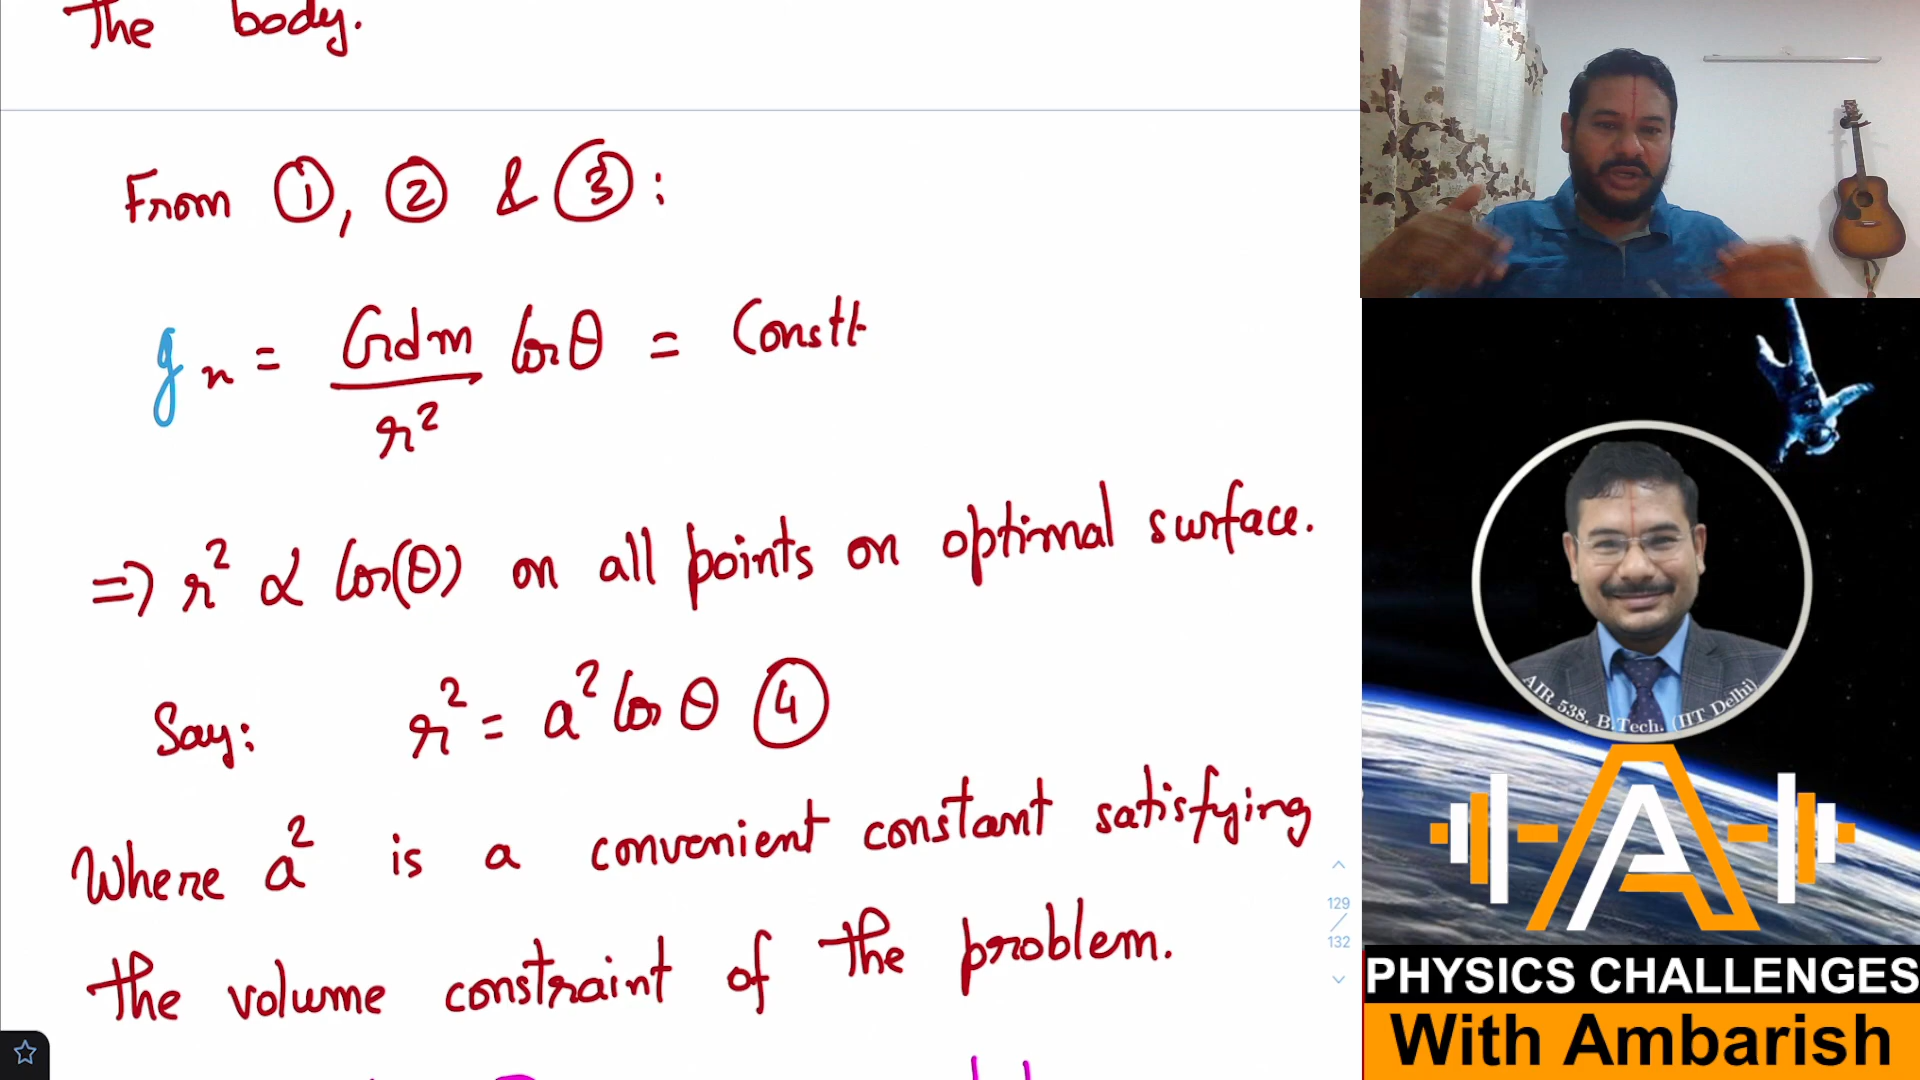 The body.
From ①, ② & ③:
gₙ = Gdm/r² Cos θ = Constt
=> r² ∝ Cos(θ) on all points on optimal surface.
Say: r² = a² Cos θ ④
Where a² is a convenient constant satisfying
the volume constraint of the problem.
129
/
132
AIR 538, B.Tech. (IIT Delhi)
A
PHYSICS CHALLENGES
With Ambarish